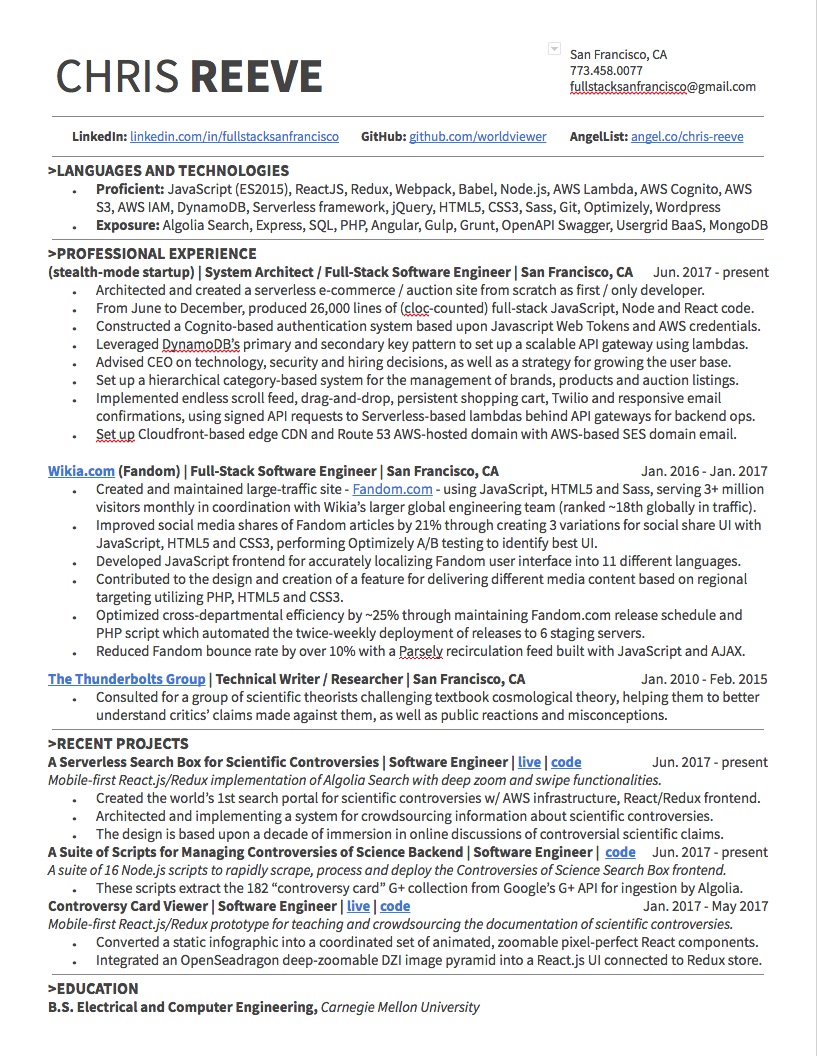 CHRIS REEVE
San Francisco, CA
773.458.0077
fullstacksanfrancisco@gmail.com
LinkedIn: linkedin.com/in/fullstacksanfrancisco GitHub: github.com/worldviewer AngelList: angel.co/chris-reeve
>LANGUAGES AND TECHNOLOGIES
• Proficient: JavaScript (ES2015), ReactJS, Redux, Webpack, Babel, Node.js, AWS Lambda, AWS Cognito, AWS
S3, AWS IAM, DynamoDB, Serverless framework, jQuery, HTML5, CSS3, Sass, Git, Optimizely, Wordpress
• Exposure: Algolia Search, Express, SQL, PHP, Angular, Gulp, Grunt, OpenAPI Swagger, Usergrid BaaS, MongoDB
>PROFESSIONAL EXPERIENCE
(stealth-mode startup) | System Architect / Full-Stack Software Engineer | San Francisco, CA Jun. 2017 - present
• Architected and created a serverless e-commerce / auction site from scratch as first / only developer.
• From June to December, produced 26,000 lines of (cloc-counted) full-stack JavaScript, Node and React code.
• Constructed a Cognito-based authentication system based upon Javascript Web Tokens and AWS credentials.
• Leveraged DynamoDB's primary and secondary key pattern to set up a scalable API gateway using lambdas.
• Advised CEO on technology, security and hiring decisions, as well as a strategy for growing the user base.
• Set up a hierarchical category-based system for the management of brands, products and auction listings.
• Implemented endless scroll feed, drag-and-drop, persistent shopping cart, Twilio and responsive email
confirmations, using signed API requests to Serverless-based lambdas behind API gateways for backend ops.
• Set up Cloudfront-based edge CDN and Route 53 AWS-hosted domain with AWS-based SES domain email.
Wikia.com (Fandom) | Full-Stack Software Engineer | San Francisco, CA Jan. 2016 - Jan. 2017
• Created and maintained large-traffic site - Fandom.com - using JavaScript, HTML5 and Sass, serving 3+ million
visitors monthly in coordination with Wikia's larger global engineering team (ranked ~18th globally in traffic).
• Improved social media shares of Fandom articles by 21% through creating 3 variations for social share UI with
JavaScript, HTML5 and CSS3, performing Optimizely A/B testing to identify best UI.
• Developed JavaScript frontend for accurately localizing Fandom user interface into 11 different languages.
• Contributed to the design and creation of a feature for delivering different media content based on regional
targeting utilizing PHP, HTML5 and CSS3.
• Optimized cross-departmental efficiency by ~25% through maintaining Fandom.com release schedule and
PHP script which automated the twice-weekly deployment of releases to 6 staging servers.
• Reduced Fandom bounce rate by over 10% with a Parsely recirculation feed built with JavaScript and AJAX.
The Thunderbolts Group | Technical Writer / Researcher | San Francisco, CA Jan. 2010 - Feb. 2015
• Consulted for a group of scientific theorists challenging textbook cosmological theory, helping them to better
understand critics' claims made against them, as well as public reactions and misconceptions.
>RECENT PROJECTS
A Serverless Search Box for Scientific Controversies | Software Engineer | live | code Jun. 2017 - present
Mobile-first React.js/Redux implementation of Algolia Search with deep zoom and swipe functionalities.
• Created the world's 1st search portal for scientific controversies w/ AWS infrastructure, React/Redux frontend.
• Architected and implementing a system for crowdsourcing information about scientific controversies.
• The design is based upon a decade of immersion in online discussions of controversial scientific claims.
A Suite of Scripts for Managing Controversies of Science Backend | Software Engineer | code Jun. 2017 - present
A suite of 16 Node.js scripts to rapidly scrape, process and deploy the Controversies of Science Search Box frontend.
• These scripts extract the 182 “controversy card” G+ collection from Google's G+ API for ingestion by Algolia.
Controversy Card Viewer | Software Engineer | live | code Jan. 2017 - May 2017
Mobile-first React.js/Redux prototype for teaching and crowdsourcing the documentation of scientific controversies.
• Converted a static infographic into a coordinated set of animated, zoomable pixel-perfect React components.
• Integrated an OpenSeadragon deep-zoomable DZI image pyramid into a React.js UI connected to Redux store.
>EDUCATION
B.S. Electrical and Computer Engineering, Carnegie Mellon University